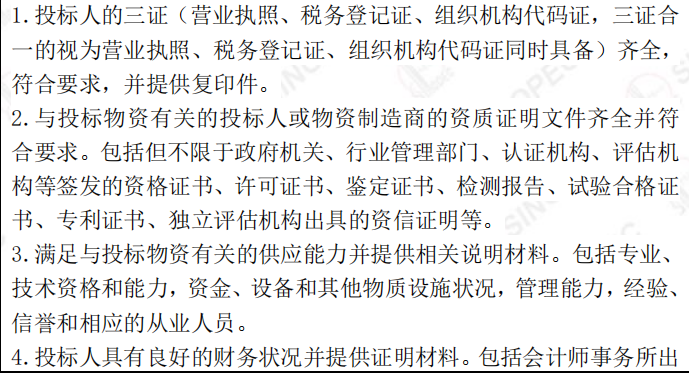 1.投标人的三证（营业执照、税务登记证、组织机构代码证，三证合
一的视为营业执照、税务登记证、组织机构代码证同时具备）齐全，
符合要求，并提供复印件。
2.与投标物资有关的投标人或物资制造商的资质证明文件齐全并符
合要求。包括但不限于政府机关、行业管理部门、认证机构、评估机
构等签发的资格证书、许可证书、鉴定证书、检测报告、试验合格证
书、专利证书、独立评估机构出具的资信证明等。
3.满足与投标物资有关的供应能力并提供相关说明材料。包括专业、
技术资格和能力，资金、设备和其他物质设施状况，管理能力，经验、
信誉和相应的从业人员。
4.投标人具有良好的财务状况并提供证明材料。包括会计师事务所出